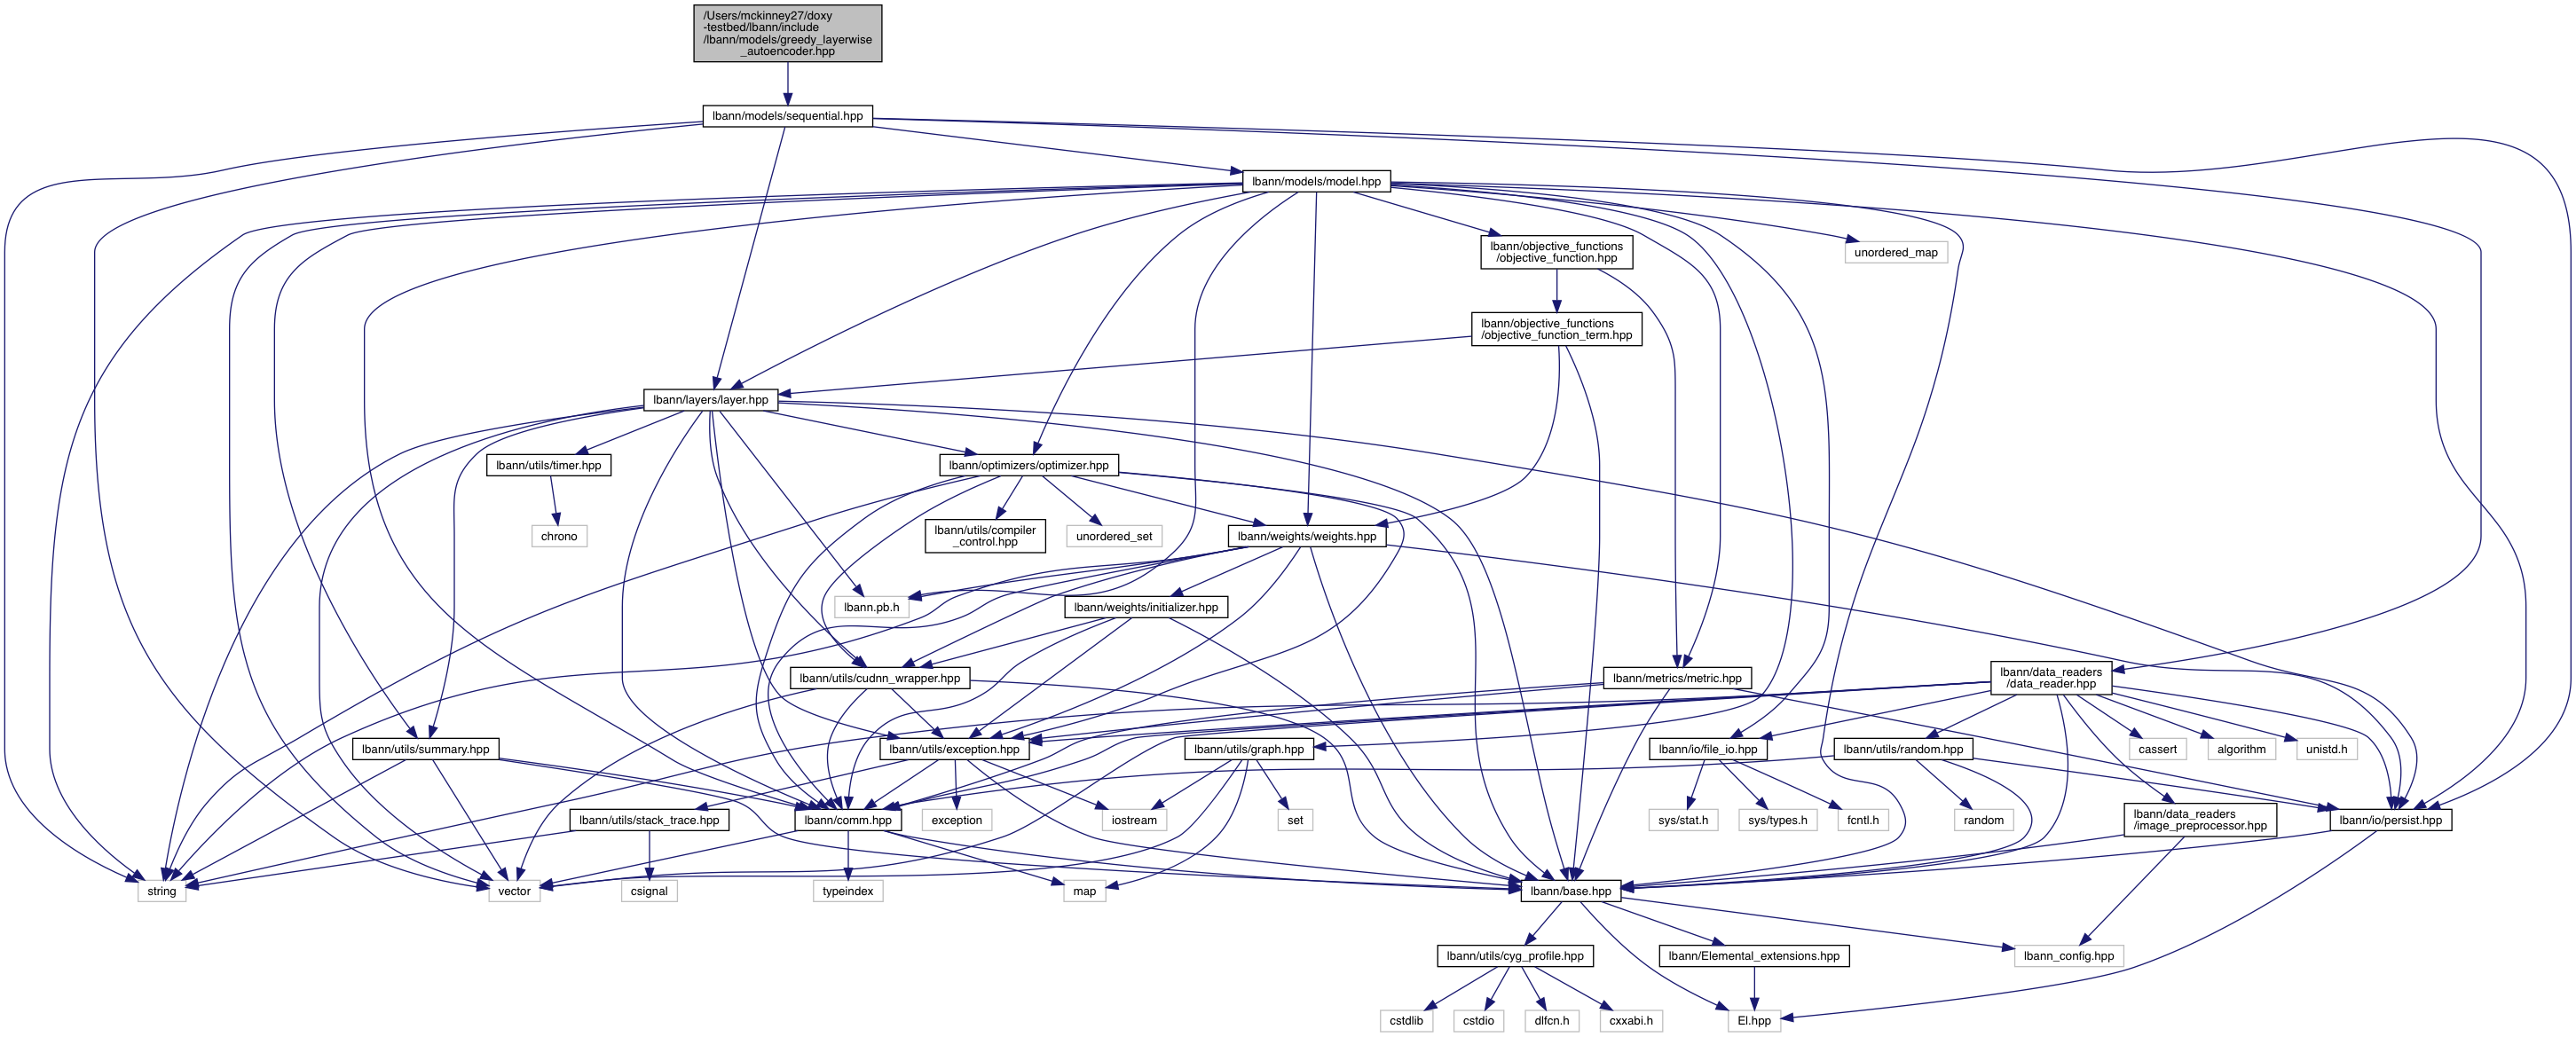 /Users/mckinney27/doxy
-testbed/lbann/include
/lbann/models/greedy_layerwise
_autoencoder.hpp
lbann/models/sequential.hpp
lbann/models/model.hpp
lbann/objective_functions
/objective_function.hpp
unordered_map
lbann/objective_functions
/objective_function_term.hpp
lbann/layers/layer.hpp
lbann/utils/timer.hpp
lbann/optimizers/optimizer.hpp
chrono
lbann/utils/compiler
_control.hpp
unordered_set
lbann/weights/weights.hpp
lbann.pb.h
lbann/weights/initializer.hpp
lbann/utils/cudnn_wrapper.hpp
lbann/metrics/metric.hpp
lbann/data_readers
/data_reader.hpp
lbann/utils/summary.hpp
lbann/utils/exception.hpp
lbann/utils/graph.hpp
lbann/io/file_io.hpp
lbann/utils/random.hpp
cassert
algorithm
unistd.h
lbann/utils/stack_trace.hpp
lbann/comm.hpp
exception
iostream
set
sys/stat.h
sys/types.h
fcntl.h
random
lbann/data_readers
/image_preprocessor.hpp
lbann/io/persist.hpp
string
vector
csignal
typeindex
map
lbann/base.hpp
lbann/utils/cyg_profile.hpp
lbann/Elemental_extensions.hpp
lbann_config.hpp
cstdlib
cstdio
dlfcn.h
cxxabi.h
El.hpp